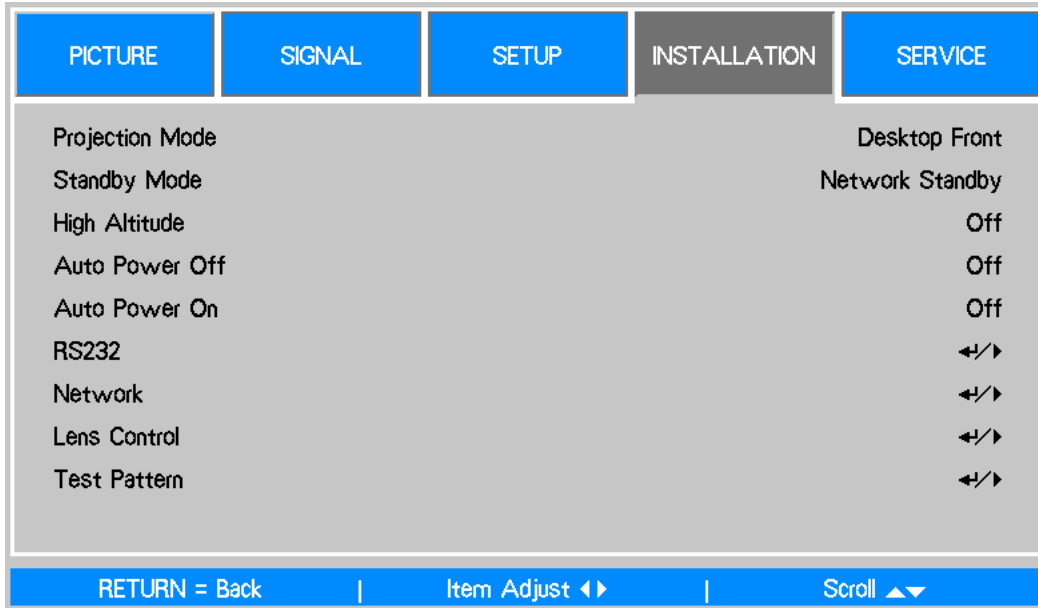 PICTURE SIGNAL SETUP INSTALLATION SERVICE
Projection Mode Desktop Front
Standby Mode Network Standby
High Altitude Off
Auto Power Off Off
Auto Power On Off
RS232 ↵/▶
Network ↵/▶
Lens Control ↵/▶
Test Pattern ↵/▶
RETURN = Back | Item Adjust ◀▶ | Scroll ▲▼